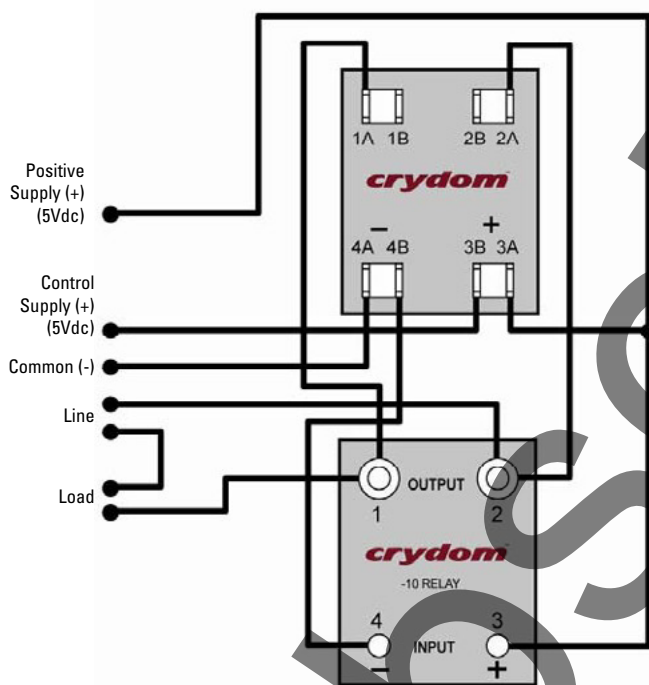 1A 1B 2B 2A
crydom
Positive
Supply (+)
(5Vdc)
− +
4A 4B 3B 3A
Control
Supply (+)
(5Vdc)
Common (-)
Line
Load
OUTPUT
1 2
crydom
-10 RELAY
4 3
INPUT
− +